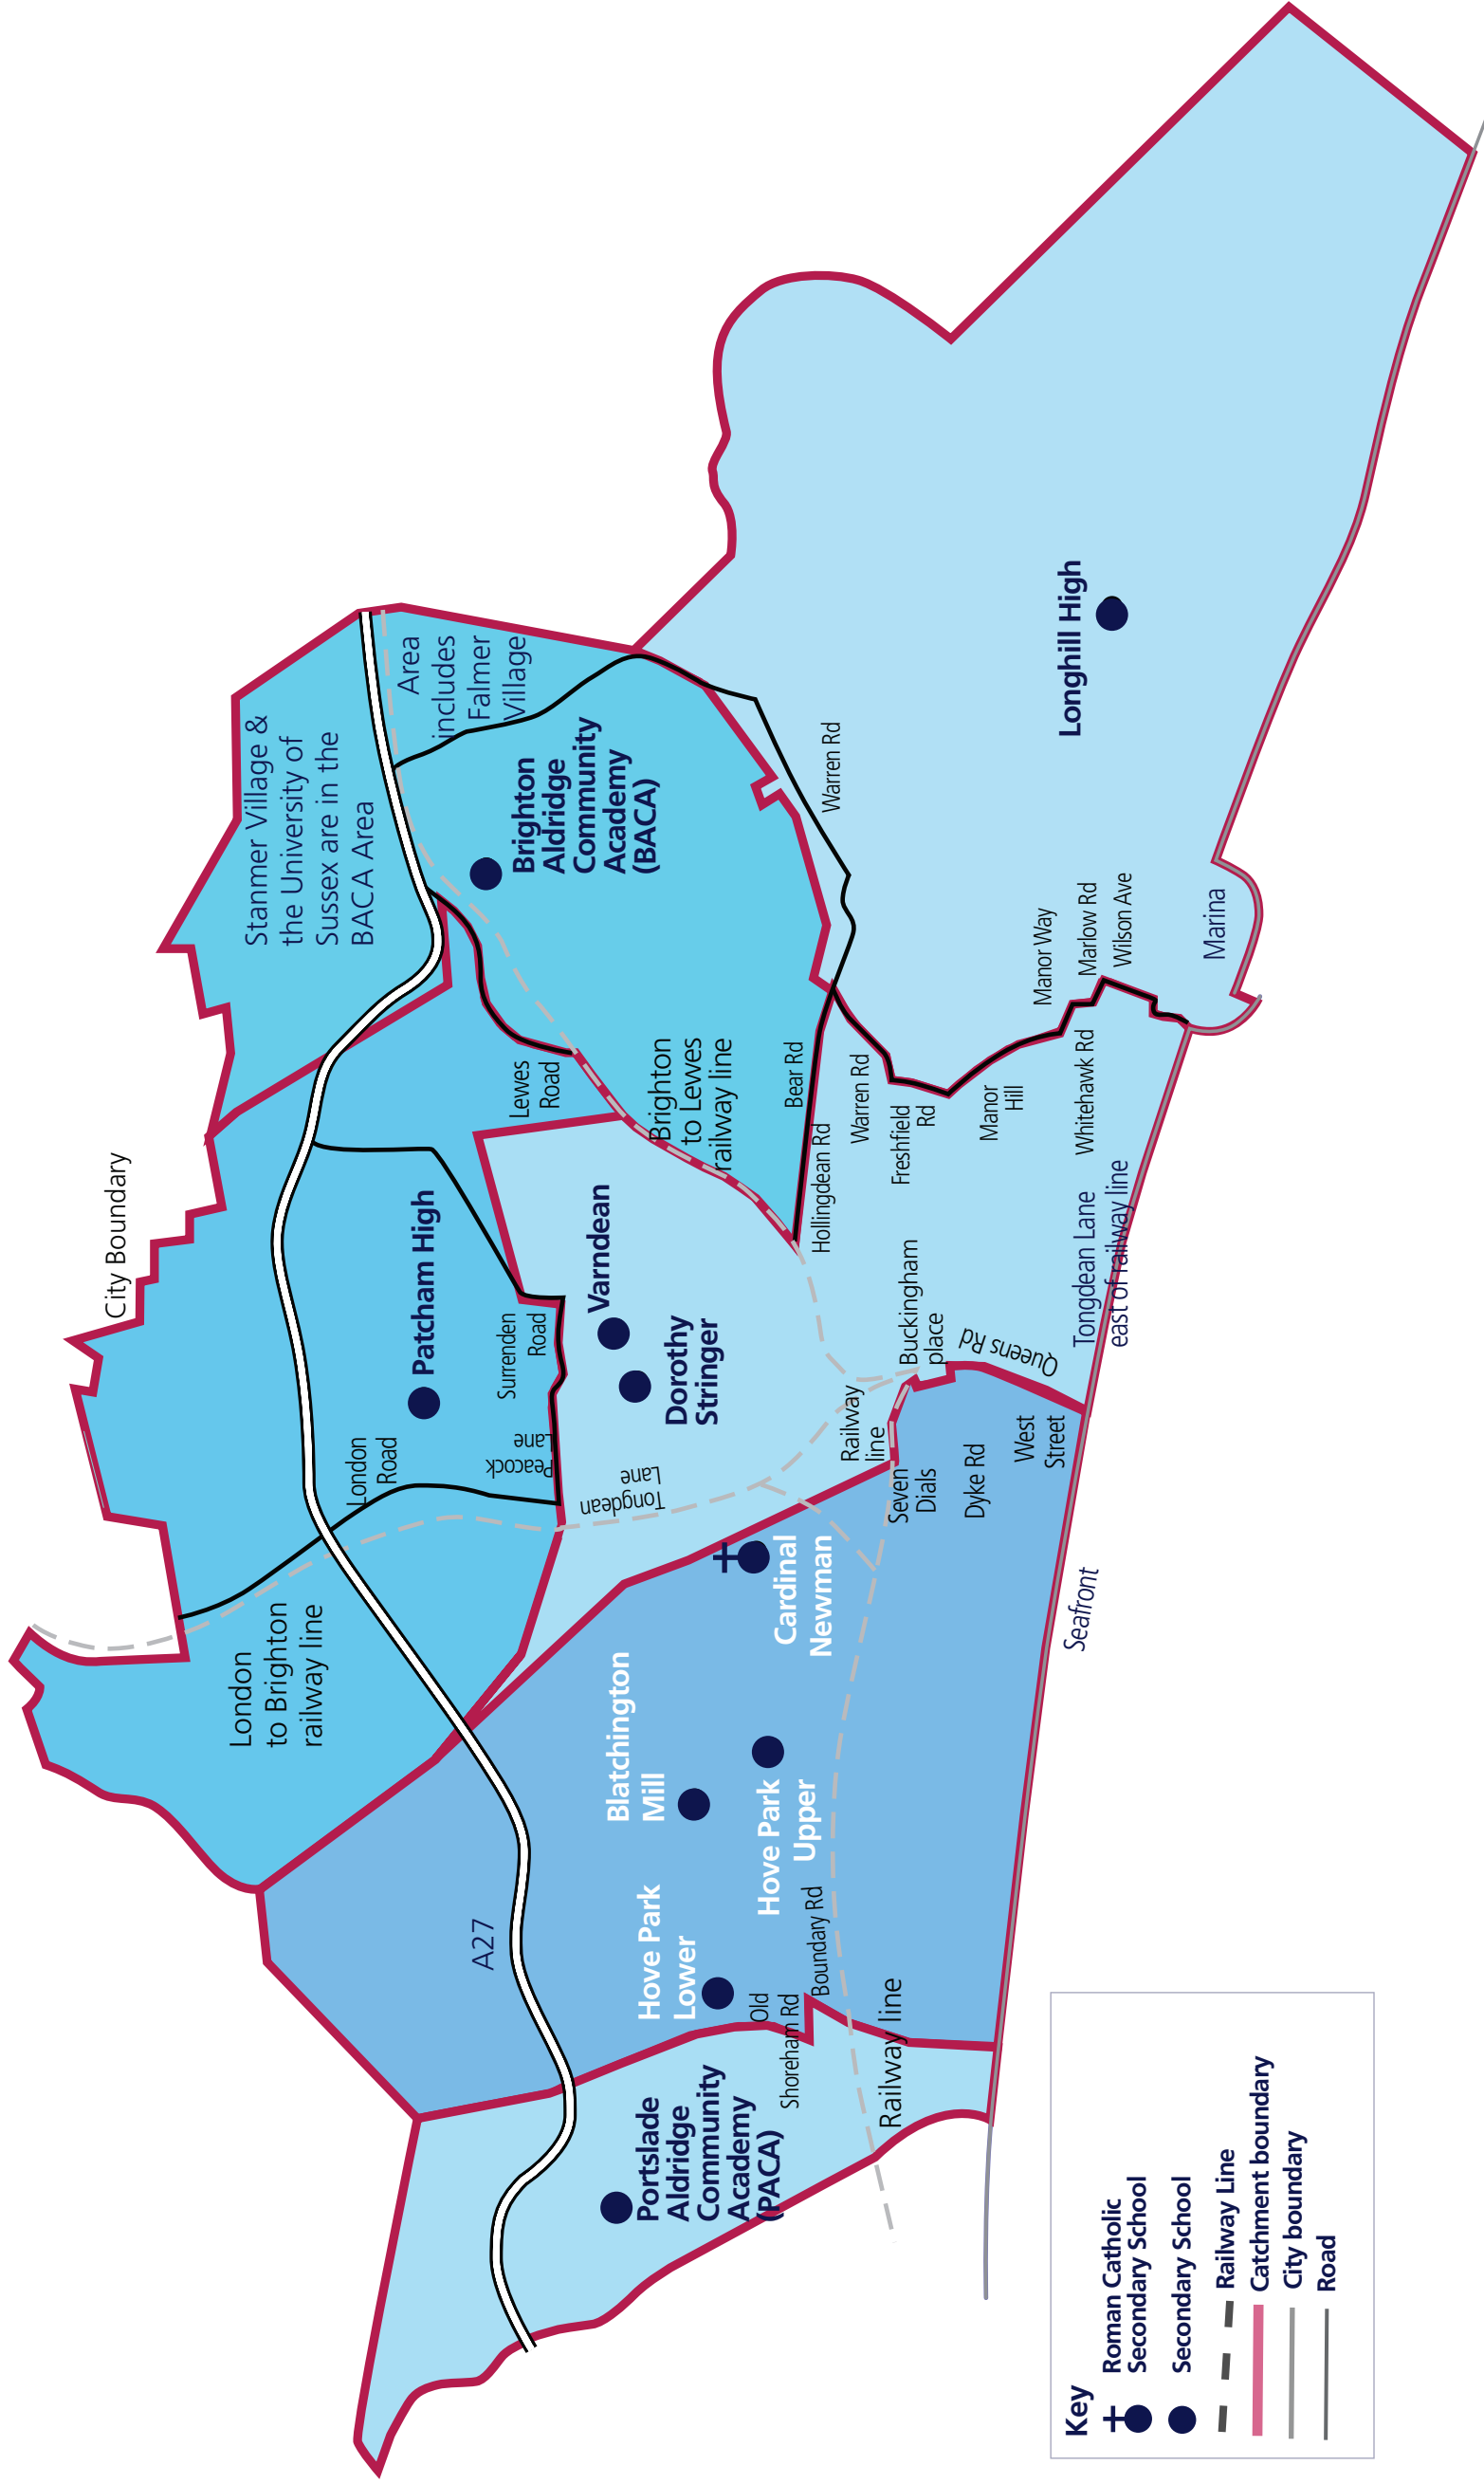 City Boundary
Stanmer Village &
the University of
Sussex are in the
BACA Area
Area
includes
Falmer
Village
London
to Brighton
railway line
London
Road
Patcham High
Lewes
Road
Brighton
Aldridge
Community
Academy
(BACA)
A27
Peacock
Lane
Surrenden
Road
Varndean
Dorothy
Stringer
Tongdean
Lane
Brighton
to Lewes
railway line
Portslade
Aldridge
Community
Academy
(PACA)
Hove Park
Lower
Blatchington
Mill
Hove Park
Upper
Cardinal
Newman
Old
Shoreham Rd
Boundary Rd
Railway line
Railway
line
Seven
Dials
Dyke Rd
West
Street
Buckingham
place
Queens Rd
Hollingdean Rd
Bear Rd
Warren Rd
Warren Rd
Freshfield
Rd
Manor
Hill
Manor Way
Whitehawk Rd
Marlow Rd
Wilson Ave
Longhill High
Tongdean Lane
east of railway line
Marina
Seafront
Key
Roman Catholic
Secondary School
Secondary School
Railway Line
Catchment boundary
City boundary
Road